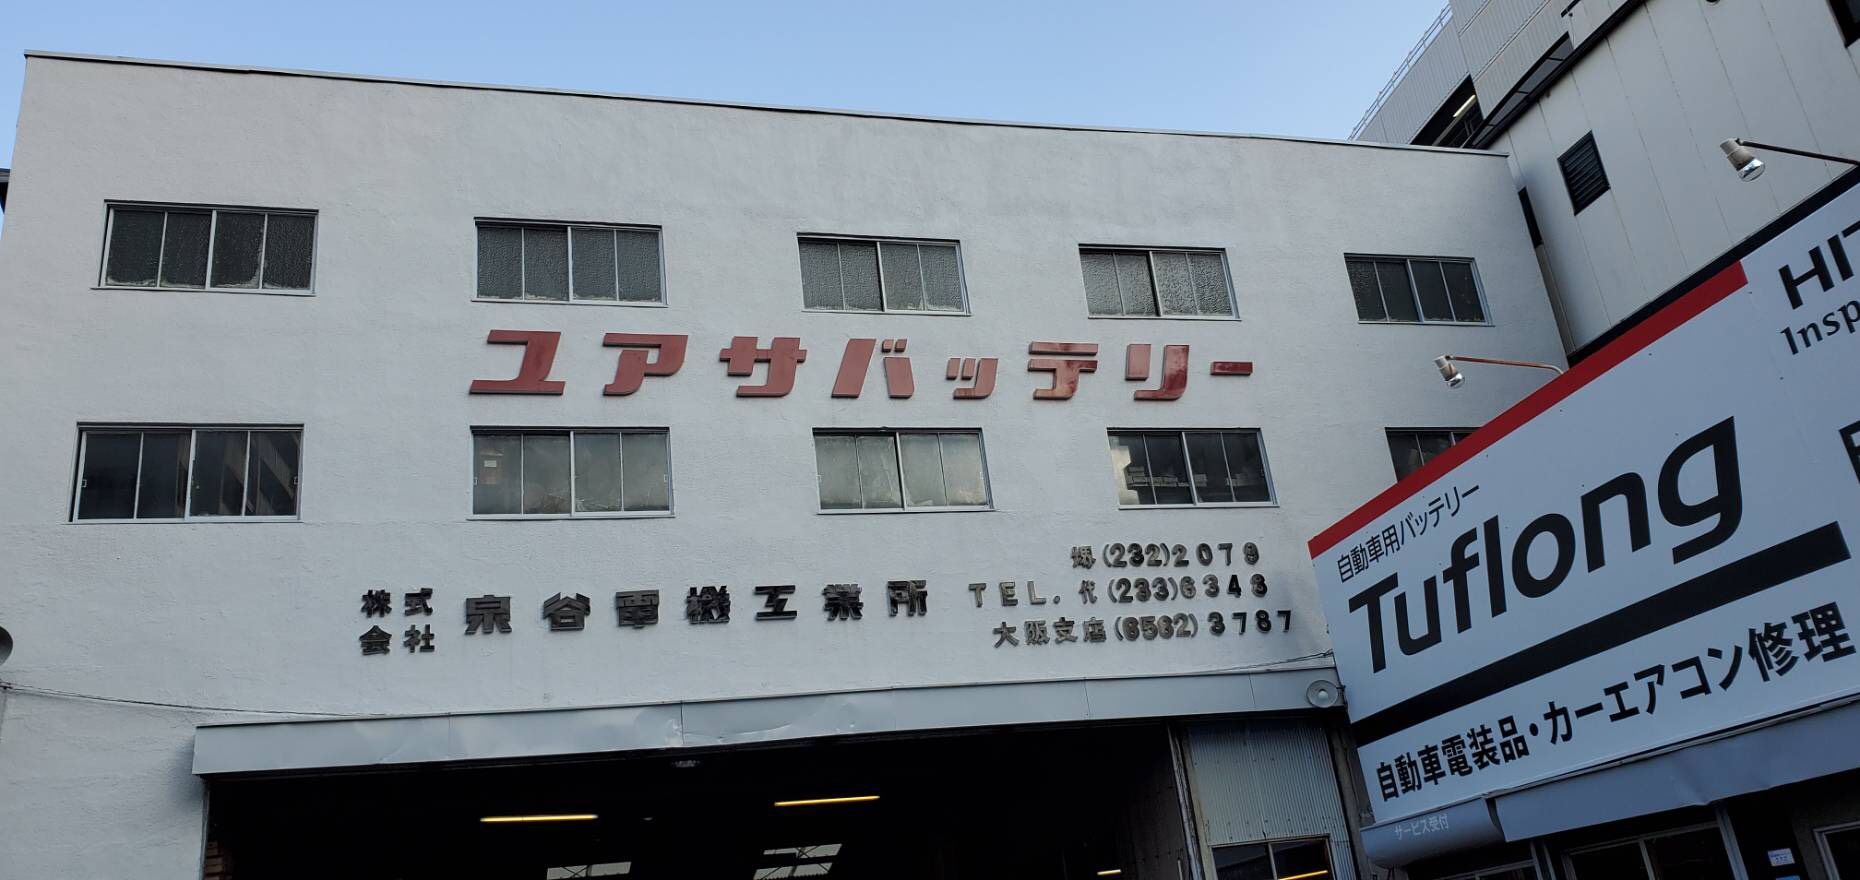 ユアサバッテリー
株式
会社
泉谷電機工業所
堺(232)2079
TEL.代(233)6348
大阪支店(6562)3787
自動車用バッテリー
Tuflong
自動車電装品・カーエアコン修理
サービス受付